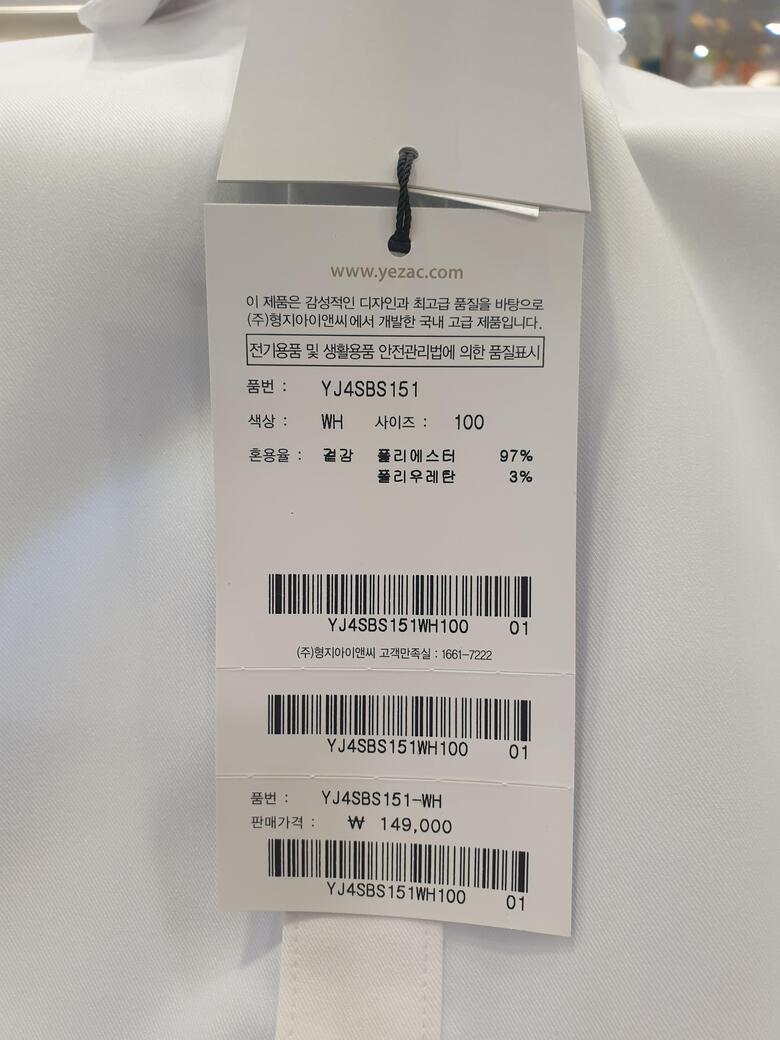 www.yezac.com
이 제품은 감성적인 디자인과 최고급 품질을 바탕으로
(주)형지아이앤씨에서 개발한 국내 고급 제품입니다.
전기용품 및 생활용품 안전관리법에 의한 품질표시
품번 : YJ4SBS151
색상 : WH 사이즈 : 100
혼용율 : 겉감 폴리에스터 97%
폴리우레탄 3%
YJ4SBS151WH100 01
(주)형지아이앤씨 고객만족실 : 1661-7222
YJ4SBS151WH100 01
품번 : YJ4SBS151-WH
판매가격 : ₩ 149,000
YJ4SBS151WH100 01